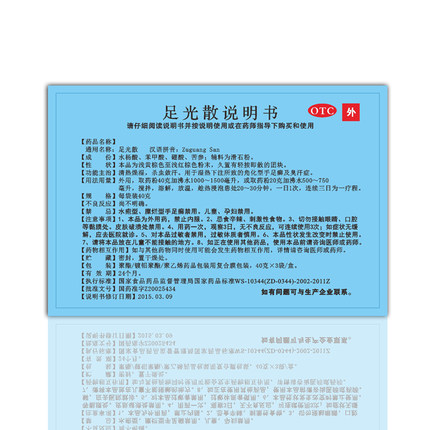 足光散说明书
OTC
外
请仔细阅读说明书并按说明使用或在药师指导下购买和使用
【药品名称】
通用名称：足光散 汉语拼音：Zuguang San
【成 份】水杨酸、苯甲酸、硼酸、苦参；辅料为滑石粉。
【性 状】本品为浅黄棕色至浅红棕色粉末，久置有轻按即散的团块。
【功能主治】清热燥湿，杀虫敛汗。用于湿热下注所致的角化型手足癣及臭汗症。
【用法用量】外用，取药粉40克加沸水1000～1500毫升，或取药粉20克加沸水500～750
毫升，搅拌，溶解，放温，趁热浸泡患处20～30分钟，一日1次，连续三日为一疗程。
【规 格】每袋装40克
【不良反应】尚不明确。
【禁 忌】水疱型、糜烂型手足癣禁用。儿童、孕妇禁用。
【注意事项】1、本品为外用药，禁止内服。2、忌食辛辣、刺激性食物。3、切勿接触眼睛、口腔
等黏膜处，皮肤破溃处禁用。4、用药一次，观察3日，无不良反应，可连续使用3次；如症状无缓
解，应去医院就诊。5、对本品过敏者禁用，过敏体质者慎用。6、本品性状发生改变时禁止使用。
7、请将本品放在儿童不能接触的地方。8、如正在使用其他药品，使用本品前请咨询医师或药师。
【药物相互作用】如与其他药物同时使用可能会发生药物相互作用，详情请咨询医师或药师。
【贮 藏】密封，置于燥处。
【包 装】聚酯/镀铝聚酯/聚乙烯药品包装用复合膜包装，40克×3袋/盒。
【有 效 期】24个月。
【执行标准】国家食品药品监督管理局国家药品标准WS-10344(ZD-0344)-2002-2011Z
【批准文号】国药准字Z20025434
【说明书修订日期】2015.03.09
如有问题可与生产企业联系。